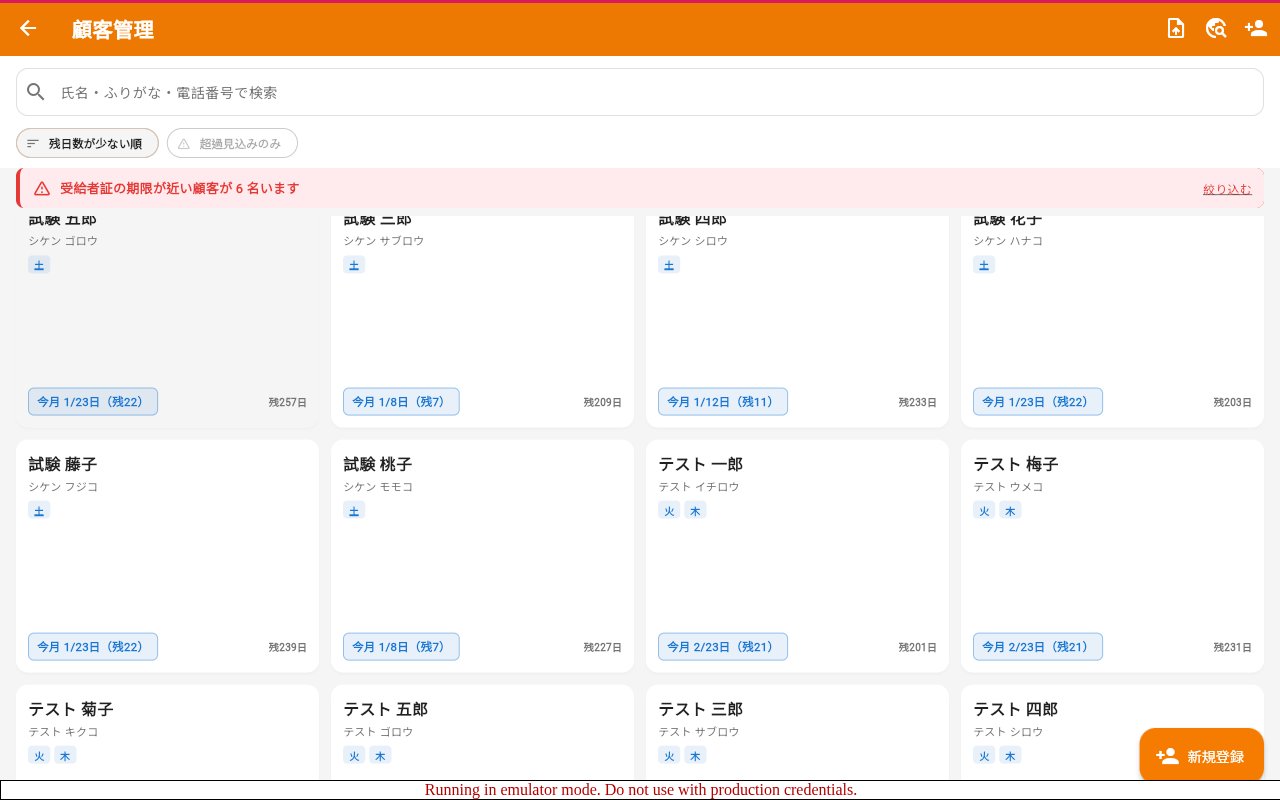 顧客管理
氏名・ふりがな・電話番号で検索
残日数が少ない順
超過見込みのみ
受給者証の期限が近い顧客が 6 名います
絞り込む
試験 五郎
シケン ゴロウ
土
今月 1/23日（残22）
残257日
試験 三郎
シケン サブロウ
土
今月 1/8日（残7）
残209日
試験 四郎
シケン シロウ
土
今月 1/12日（残11）
残233日
試験 花子
シケン ハナコ
土
今月 1/23日（残22）
残203日
試験 藤子
シケン フジコ
土
今月 1/23日（残22）
残239日
試験 桃子
シケン モモコ
土
今月 1/8日（残7）
残227日
テスト 一郎
テスト イチロウ
火 木
今月 2/23日（残21）
残201日
テスト 梅子
テスト ウメコ
火 木
今月 2/23日（残21）
残231日
テスト 菊子
テスト キクコ
火 木
テスト 五郎
テスト ゴロウ
火 木
テスト 三郎
テスト サブロウ
火 木
テスト 四郎
テスト シロウ
火 木
新規登録
Running in emulator mode. Do not use with production credentials.